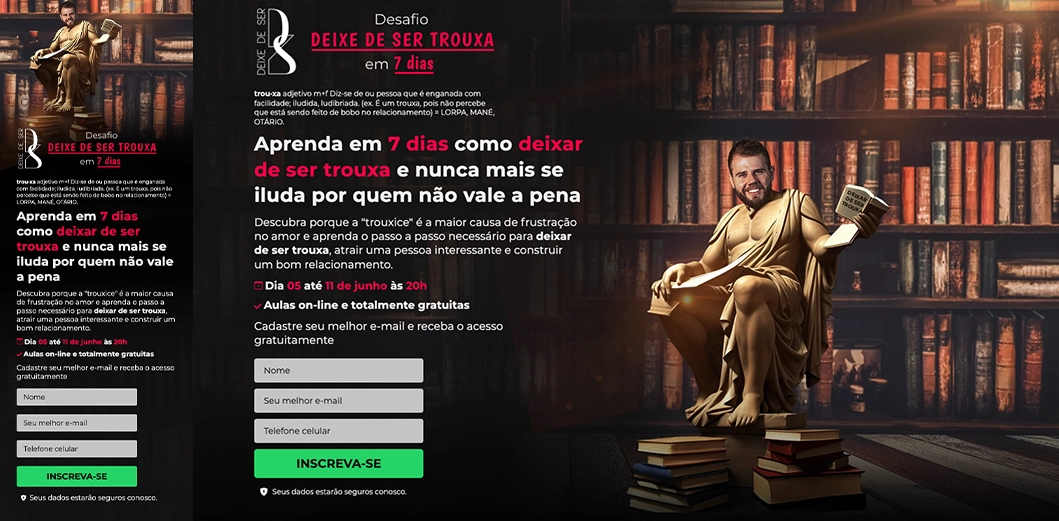 DEIXE DE SER
Desafio
DEIXE DE SER TROUXA
em 7 dias
trou·xa adjetivo m+f Diz-se de ou pessoa que é enganada
com facilidade; iludida, ludibriada. (ex. É um trouxa, pois não
percebe que está sendo feito de bobo no relacionamento) =
LORPA, MANÉ, OTÁRIO.
Aprenda em 7 dias
como deixar de ser
trouxa e nunca mais se
iluda por quem não vale
a pena
Descubra porque a "trouxice" é a maior causa
de frustração no amor e aprenda o passo a
passo necessário para deixar de ser trouxa,
atrair uma pessoa interessante e construir um
bom relacionamento.
Dia 05 até 11 de junho às 20h
Aulas on-line e totalmente gratuitas
Cadastre seu melhor e-mail e receba o acesso
gratuitamente
Nome
Seu melhor e-mail
Telefone celular
INSCREVA-SE
Seus dados estarão seguros conosco.
DEIXE DE SER
Desafio
DEIXE DE SER TROUXA
em 7 dias
trou·xa adjetivo m+f Diz-se de ou pessoa que é enganada com
facilidade; iludida, ludibriada. (ex. É um trouxa, pois não percebe
que está sendo feito de bobo no relacionamento) = LORPA, MANÉ,
OTÁRIO.
Aprenda em 7 dias como deixar
de ser trouxa e nunca mais se
iluda por quem não vale a pena
Descubra porque a "trouxice" é a maior causa de frustração
no amor e aprenda o passo a passo necessário para deixar
de ser trouxa, atrair uma pessoa interessante e construir
um bom relacionamento.
Dia 05 até 11 de junho às 20h
Aulas on-line e totalmente gratuitas
Cadastre seu melhor e-mail e receba o acesso
gratuitamente
Nome
Seu melhor e-mail
Telefone celular
INSCREVA-SE
Seus dados estarão seguros conosco.
DEIXAR
DE SER
TROUXA